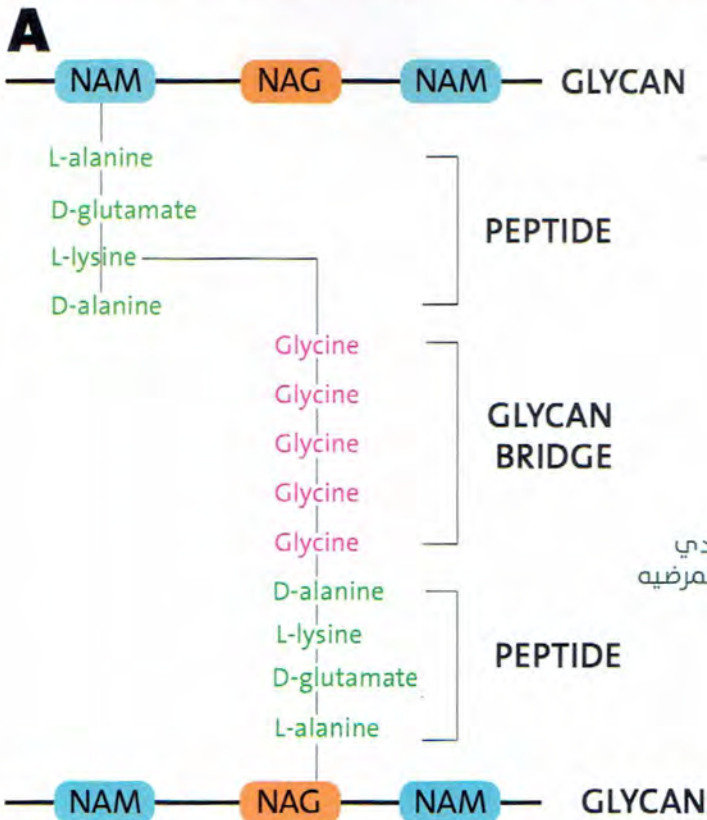 A
NAM NAG NAM GLYCAN
L-alanine
D-glutamate
L-lysine
D-alanine
PEPTIDE
Glycine
Glycine
Glycine
Glycine
Glycine
GLYCAN
BRIDGE
D-alanine
L-lysine
D-glutamate
L-alanine
PEPTIDE
NAM NAG NAM GLYCAN